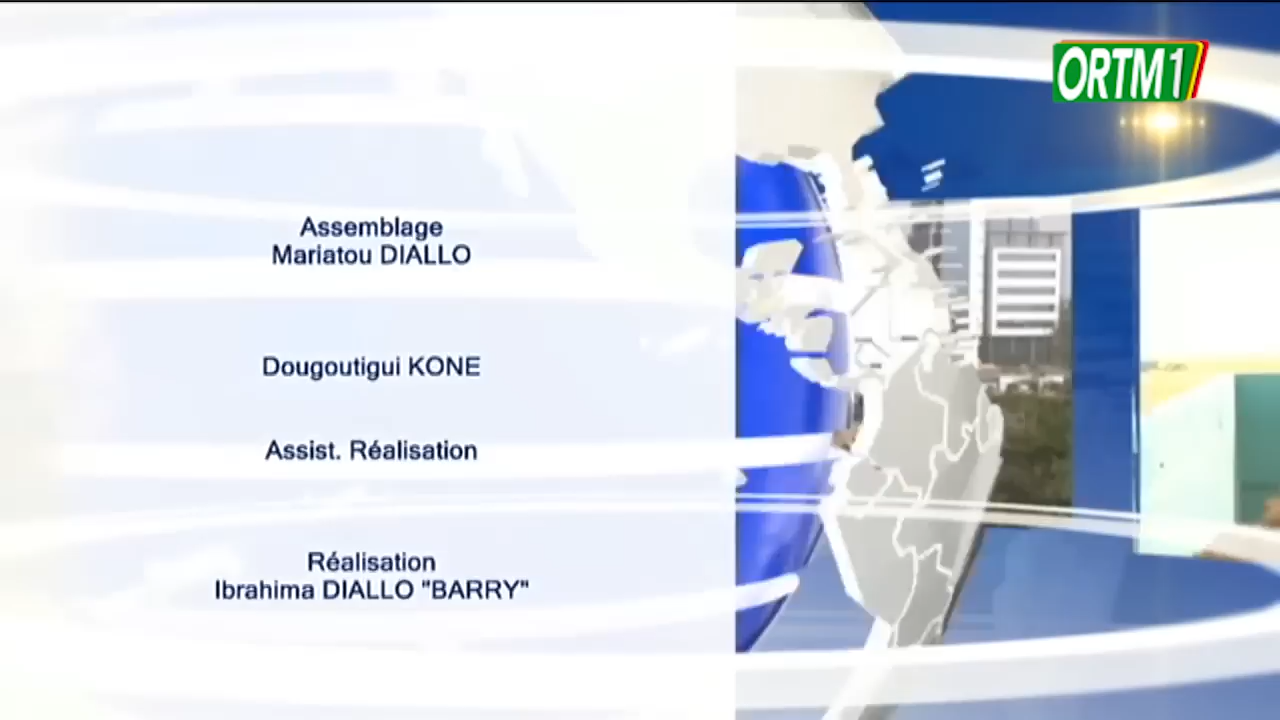 ORTM1
Assemblage
Mariatou DIALLO
Dougoutigui KONE
Assist. Réalisation
Réalisation
Ibrahima DIALLO "BARRY"